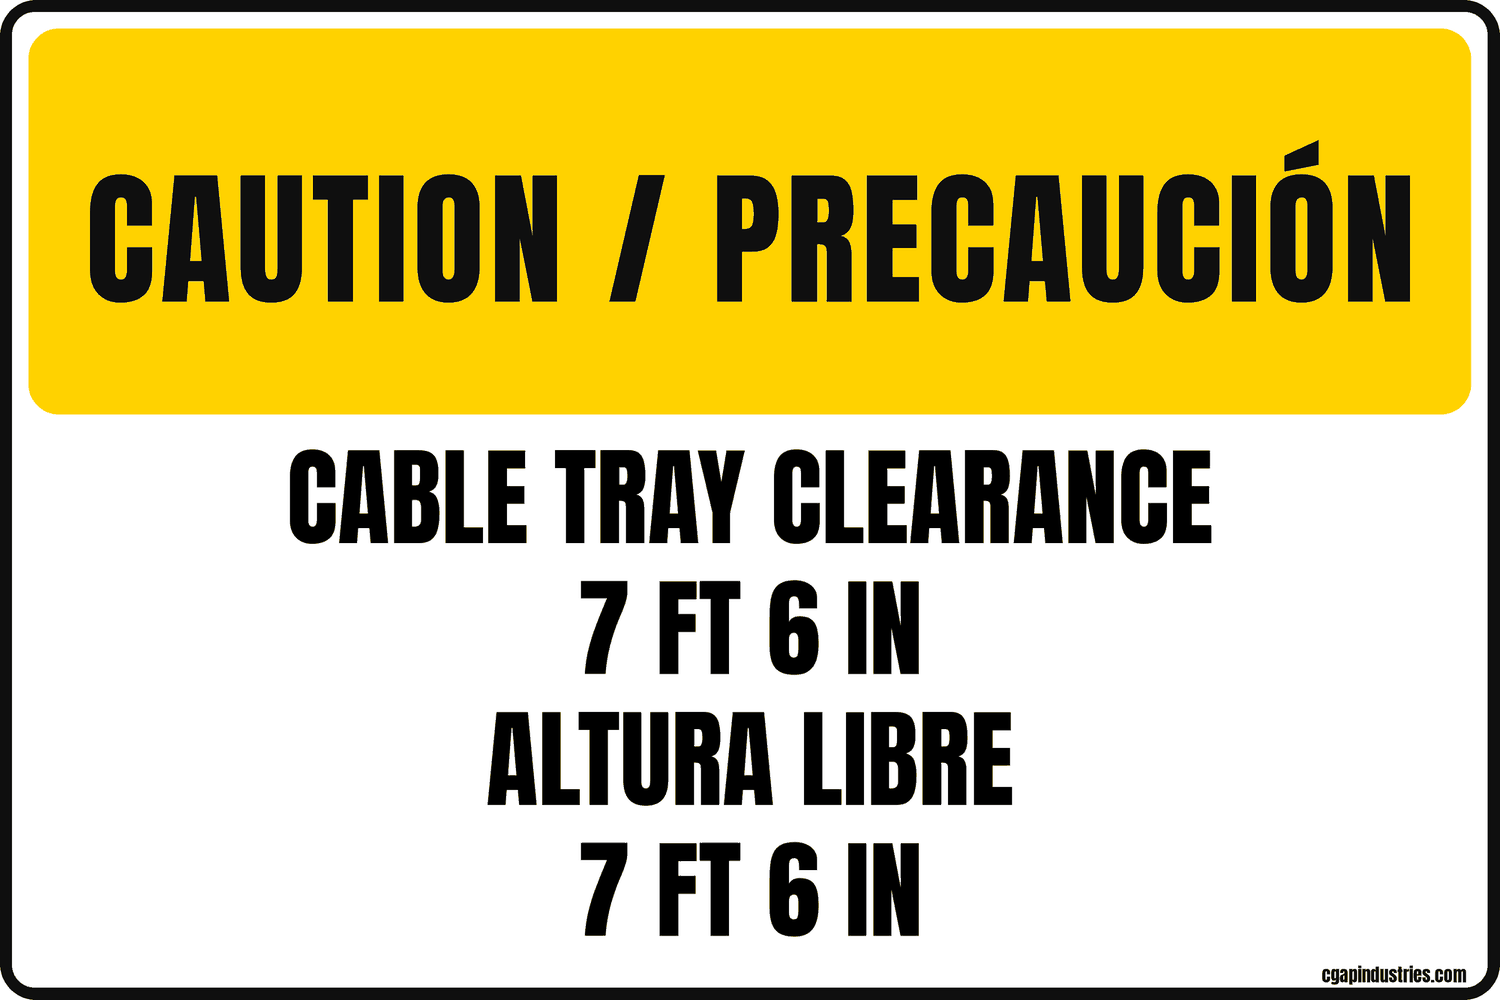 CAUTION / PRECAUCIÓN
CABLE TRAY CLEARANCE
7 FT 6 IN
ALTURA LIBRE
7 FT 6 IN
cgapindustries.com